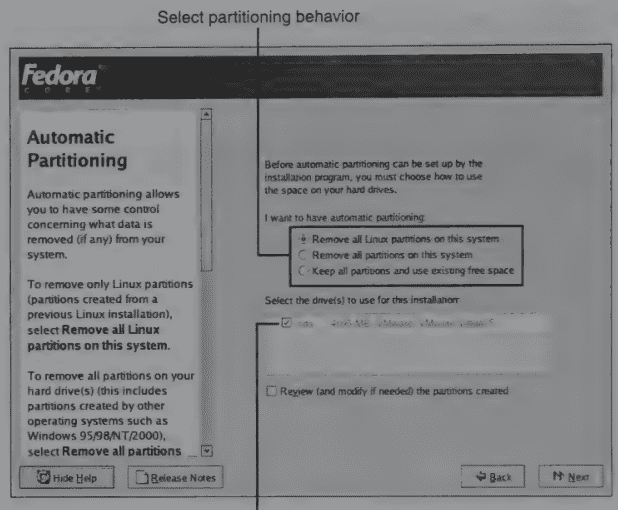 Select partitioning behavior
Fedora
CORE
Automatic
Partitioning
Automatic partitioning allows
you to have some control
concerning what data is
removed (if any) from your
system.
To remove only Linux partitions
(partitions created from a
previous Linux installation),
select Remove all Linux
partitions on this system.
To remove all partitions on your
hard drive(s) (this includes
partitions created by other
operating systems such as
Windows 95/98/NT/2000),
select Remove all partitions
Before automatic partitioning can be set up by the
installation program, you must choose how to use
the space on your hard drives.
I want to have automatic partitioning:
Remove all Linux partitions on this system
Remove all partitions on this system
Keep all partitions and use existing free space
Select the drive(s) to use for this installation:
MB VMware, VMware
Review (and modify if needed) the partitions created
Hide Help
Release Notes
Back
Next